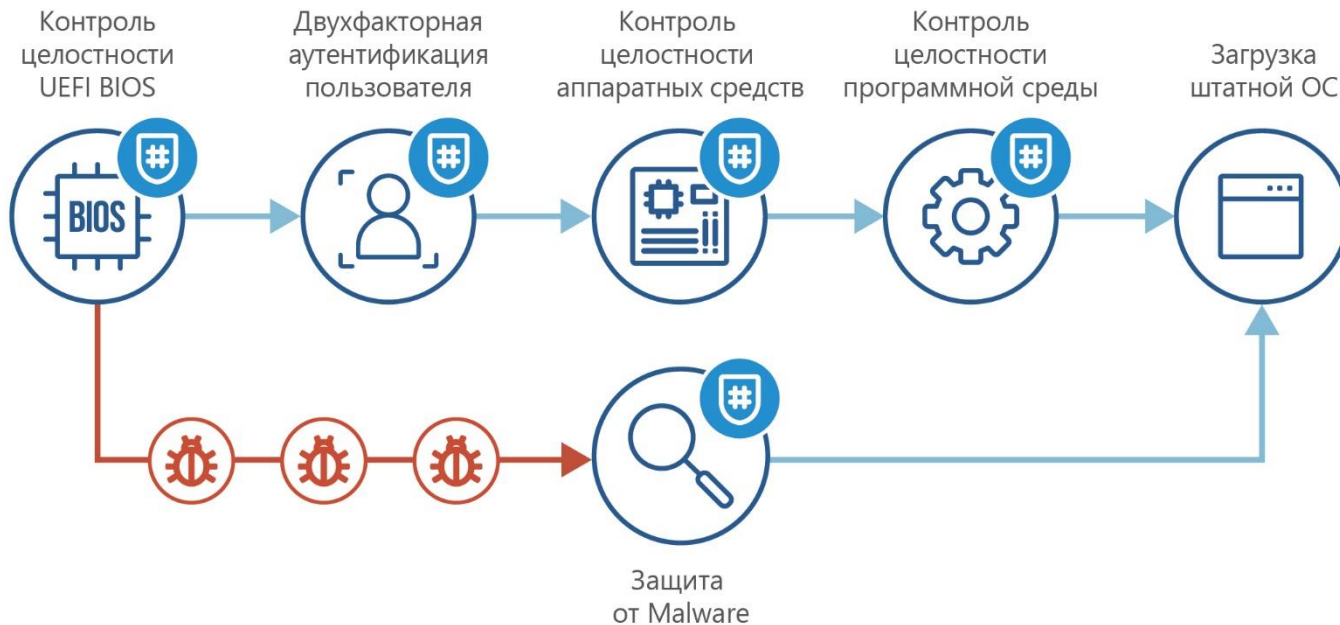 Контроль
целостности
UEFI BIOS
Двухфакторная
аутентификация
пользователя
Контроль
целостности
аппаратных средств
Контроль
целостности
программной среды
Загрузка
штатной ОС
BIOS
#
#
#
#
#
Защита
от Malware